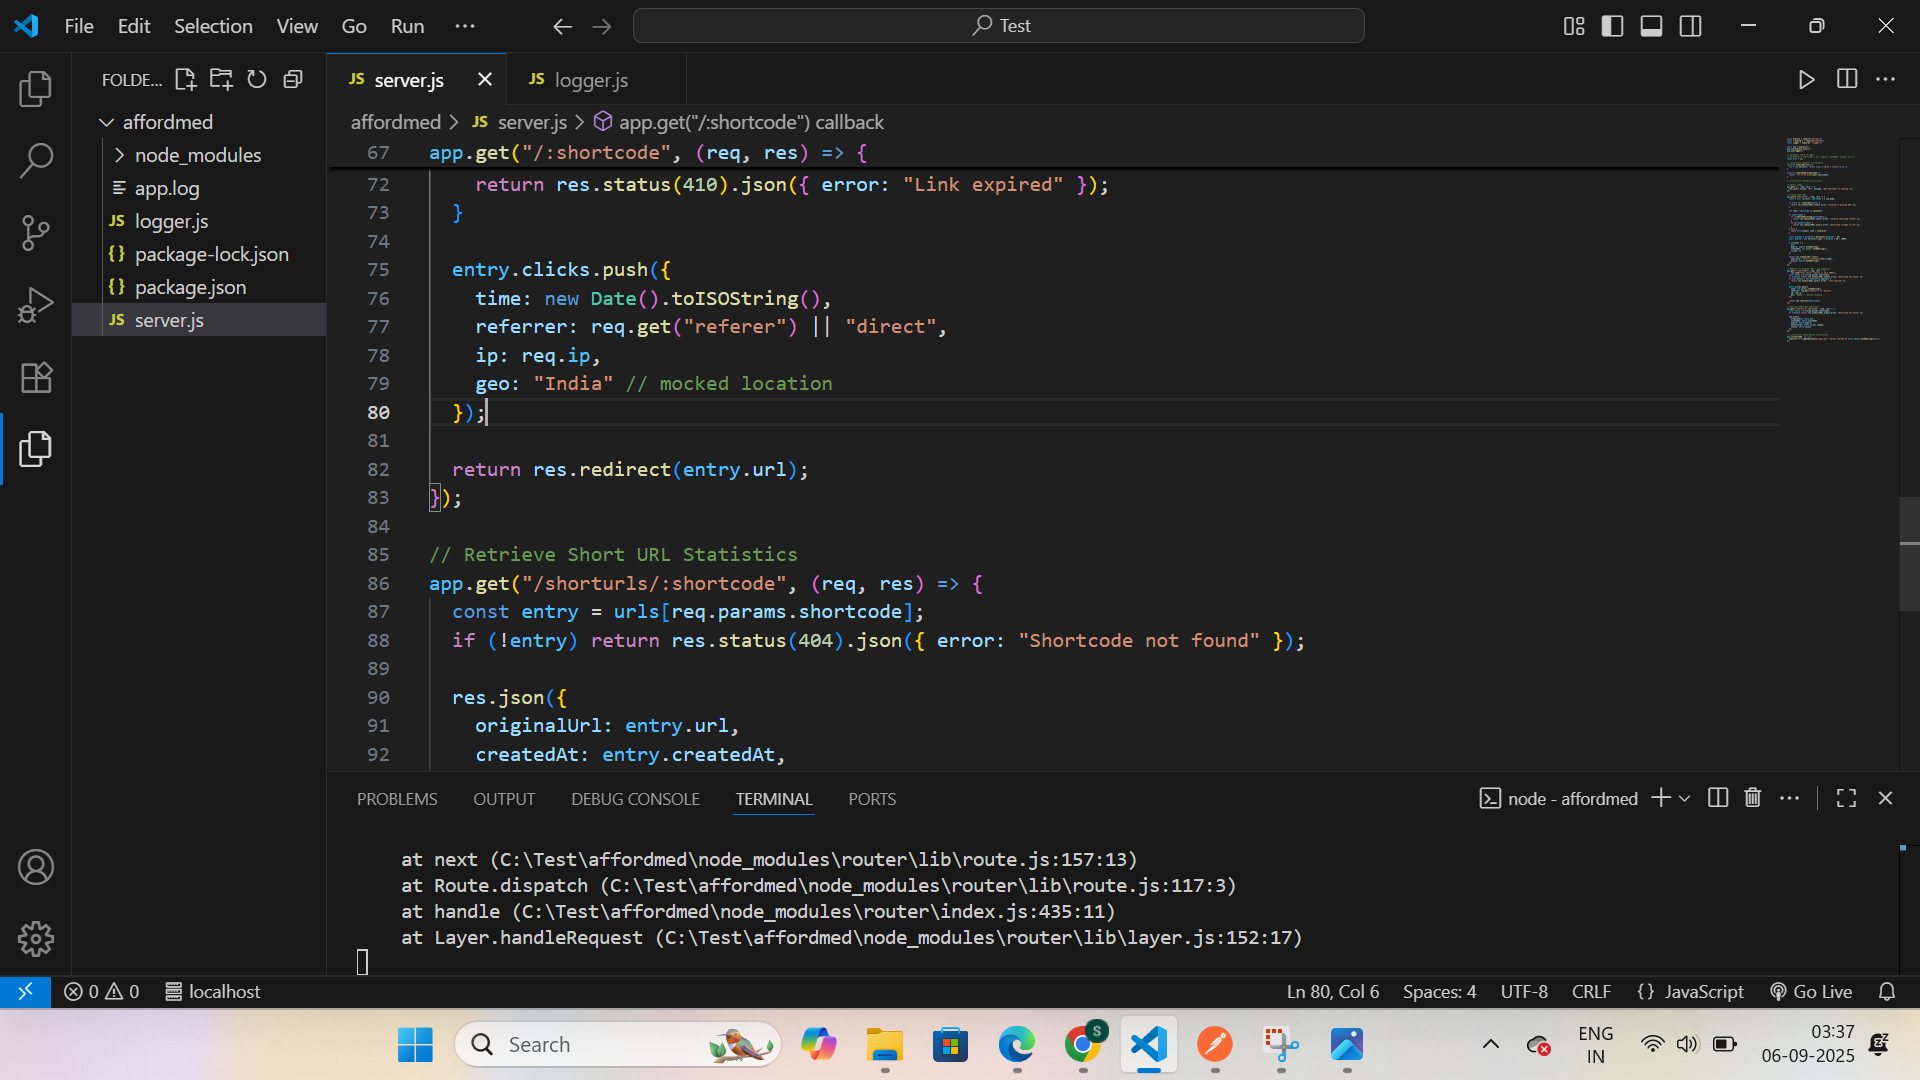 File Edit Selection View Go Run ···
Test
FOLDE...
affordmed
node_modules
app.log
JS logger.js
{} package-lock.json
{} package.json
JS server.js
JS server.js
JS logger.js
affordmed > JS server.js > app.get("/:shortcode") callback
67 app.get("/:shortcode", (req, res) => {
72 return res.status(410).json({ error: "Link expired" });
73 }
74
75 entry.clicks.push({
76 time: new Date().toISOString(),
77 referrer: req.get("referer") || "direct",
78 ip: req.ip,
79 geo: "India" // mocked location
80 });
81
82 return res.redirect(entry.url);
83 });
84
85 // Retrieve Short URL Statistics
86 app.get("/shorturls/:shortcode", (req, res) => {
87 const entry = urls[req.params.shortcode];
88 if (!entry) return res.status(404).json({ error: "Shortcode not found" });
89
90 res.json({
91 originalUrl: entry.url,
92 createdAt: entry.createdAt,
PROBLEMS OUTPUT DEBUG CONSOLE TERMINAL PORTS
node - affordmed
at next (C:\Test\affordmed\node_modules\router\lib\route.js:157:13)
at Route.dispatch (C:\Test\affordmed\node_modules\router\lib\route.js:117:3)
at handle (C:\Test\affordmed\node_modules\router\index.js:435:11)
at Layer.handleRequest (C:\Test\affordmed\node_modules\router\lib\layer.js:152:17)
0 0 localhost
Ln 80, Col 6 Spaces: 4 UTF-8 CRLF {} JavaScript Go Live
Search
S
ENG
IN
03:37
06-09-2025